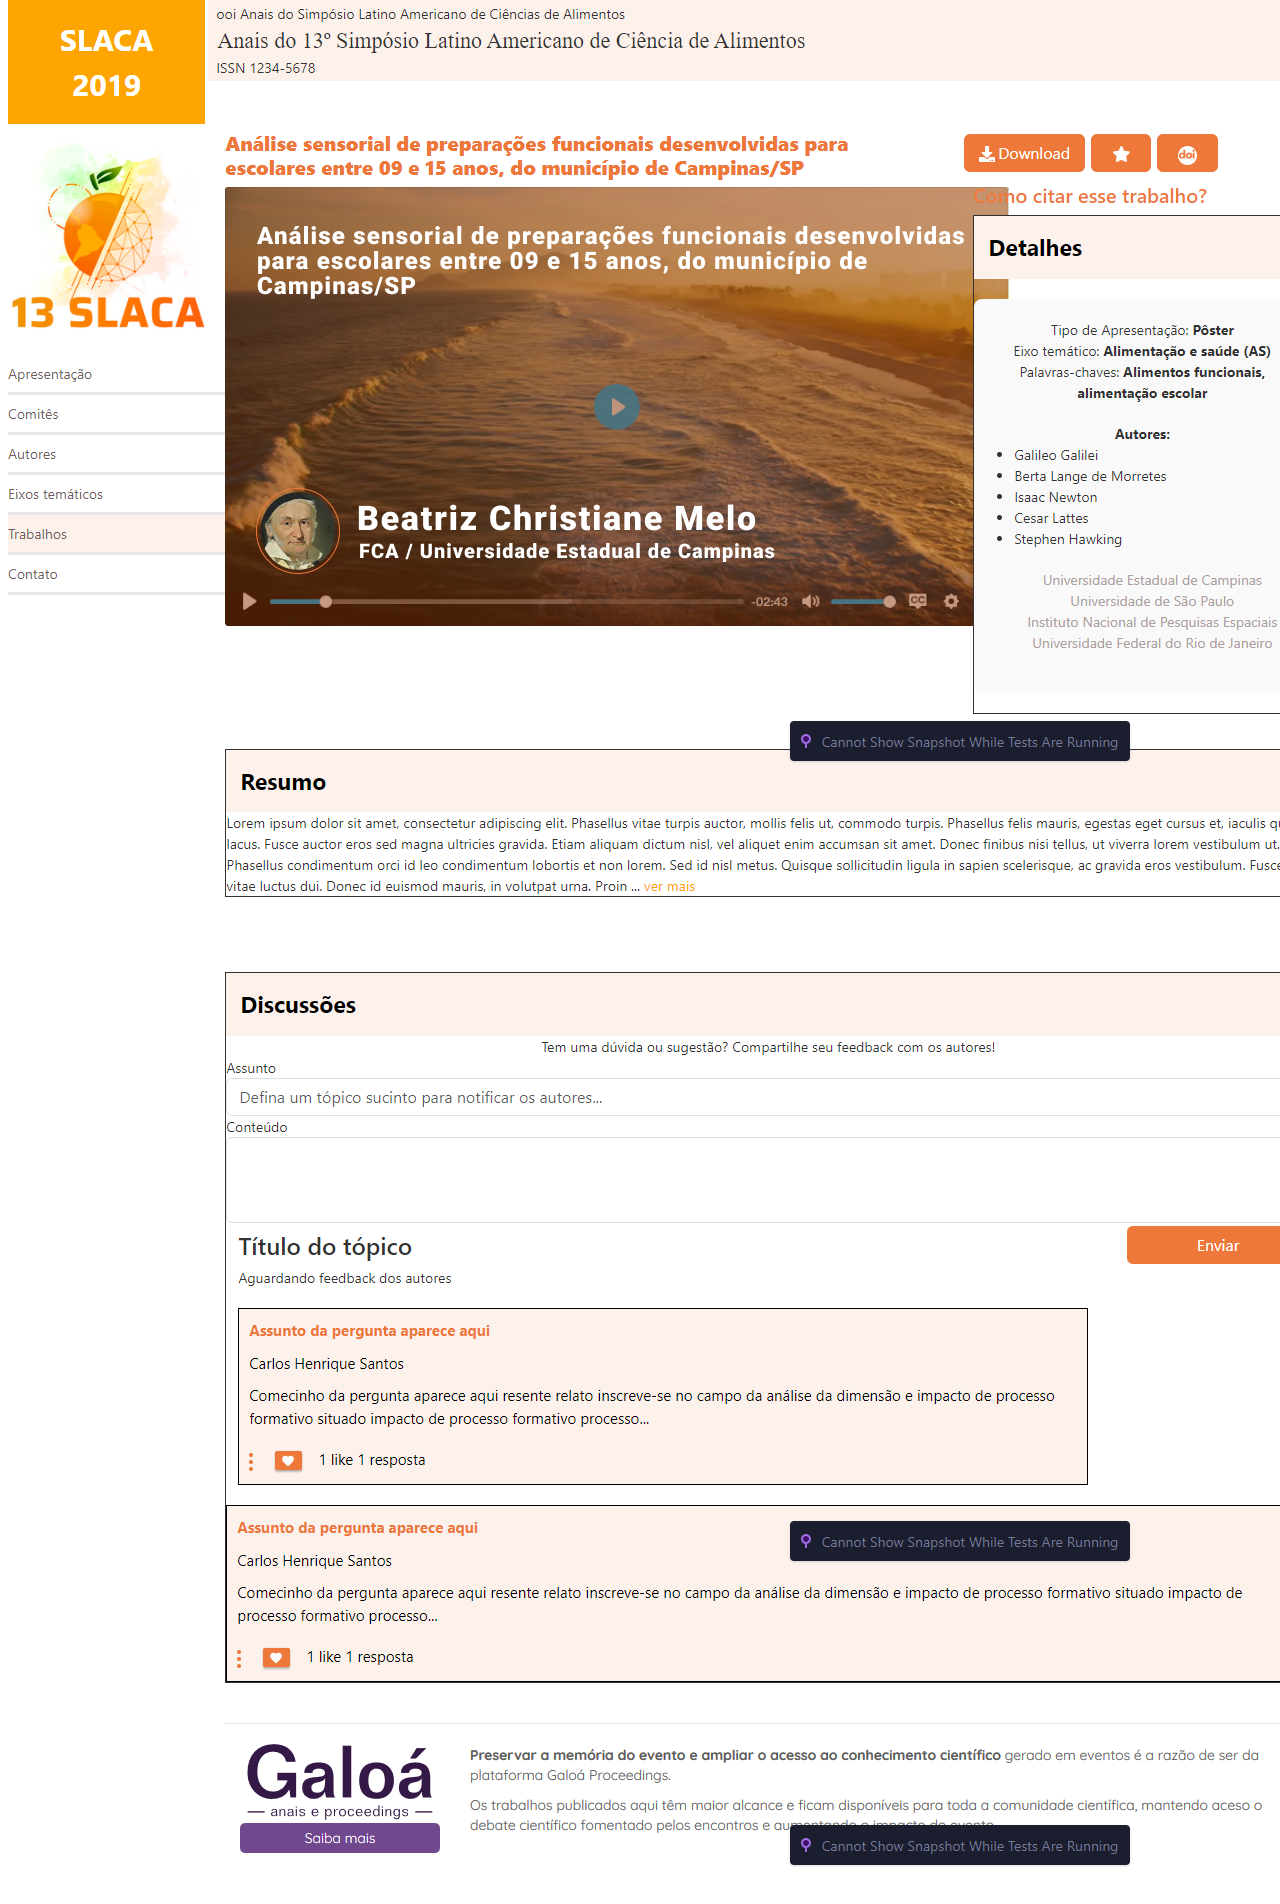 SLACA
2019
ooi Anais do Simpósio Latino Americano de Ciências de Alimentos
Anais do 13º Simpósio Latino Americano de Ciência de Alimentos
ISSN 1234-5678
13 SLACA
Apresentação
Comitês
Autores
Eixos temáticos
Trabalhos
Contato
Análise sensorial de preparações funcionais desenvolvidas para
escolares entre 09 e 15 anos, do município de Campinas/SP
Download
doi
Como citar esse trabalho?
Análise sensorial de preparações funcionais desenvolvidas
para escolares entre 09 e 15 anos, do município de
Campinas/SP
Beatriz Christiane Melo
FCA / Universidade Estadual de Campinas
-02:43
CC
Detalhes
Tipo de Apresentação: Pôster
Eixo temático: Alimentação e saúde (AS)
Palavras-chaves: Alimentos funcionais,
alimentação escolar
Autores:
Galileo Galilei
Berta Lange de Morretes
Isaac Newton
Cesar Lattes
Stephen Hawking
Universidade Estadual de Campinas
Universidade de São Paulo
Instituto Nacional de Pesquisas Espaciais
Universidade Federal do Rio de Janeiro
Cannot Show Snapshot While Tests Are Running
Resumo
Lorem ipsum dolor sit amet, consectetur adipiscing elit. Phasellus vitae turpis auctor, mollis felis ut, commodo turpis. Phasellus felis mauris, egestas eget cursus et, iaculis
lacus. Fusce auctor eros sed magna ultricies gravida. Etiam aliquam dictum nisl, vel aliquet enim accumsan sit amet. Donec finibus nisi tellus, ut viverra lorem vestibulum ut.
Phasellus condimentum orci id leo condimentum lobortis et non lorem. Sed id nisl metus. Quisque sollicitudin ligula in sapien scelerisque, ac gravida eros vestibulum. Fusce
vitae luctus dui. Donec id euismod mauris, in volutpat urna. Proin ... ver mais
Discussões
Tem uma dúvida ou sugestão? Compartilhe seu feedback com os autores!
Assunto
Defina um tópico sucinto para notificar os autores...
Conteúdo
Título do tópico
Enviar
Aguardando feedback dos autores
Assunto da pergunta aparece aqui
Carlos Henrique Santos
Comecinho da pergunta aparece aqui resente relato inscreve-se no campo da análise da dimensão e impacto de processo
formativo situado impacto de processo formativo processo...
1 like 1 resposta
Assunto da pergunta aparece aqui
Cannot Show Snapshot While Tests Are Running
Carlos Henrique Santos
Comecinho da pergunta aparece aqui resente relato inscreve-se no campo da análise da dimensão e impacto de processo formativo situado impacto de
processo formativo processo...
1 like 1 resposta
Galoá
anais e proceedings
Saiba mais
Preservar a memória do evento e ampliar o acesso ao conhecimento científico gerado em eventos é a razão de ser da
plataforma Galoá Proceedings.
Os trabalhos publicados aqui têm maior alcance e ficam disponíveis para toda a comunidade científica, mantendo aceso o
debate científico fomentado pelos encontros e aumentando o impacto do evento.
Cannot Show Snapshot While Tests Are Running